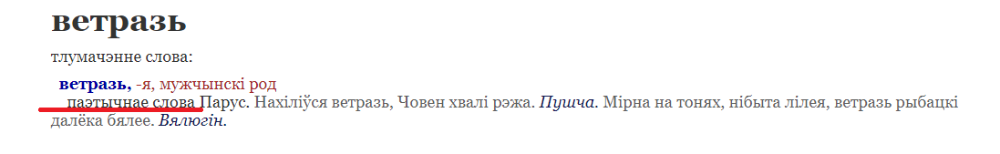 ветразь
тлумачэнне слова:
ветразь, -я, мужчынскі род
паэтычнае слова Парус. Нахіліўся ветразь, Човен хвалі рэжа. Пушча. Мірна на тонях, нібыта лілея, ветразь рыбацкі
далёка бялее. Вялюгін.